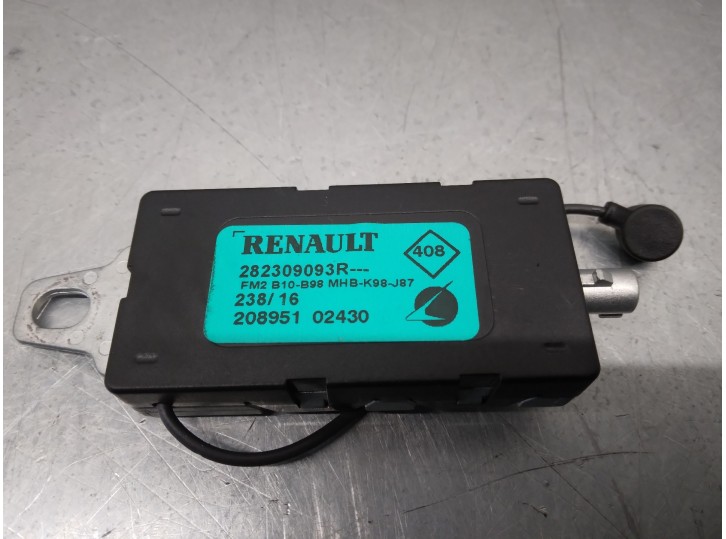 RENAULT
408
282309093R---
FM2 B10-B98 MHB-K98-J87
238/ 16
208951 02430